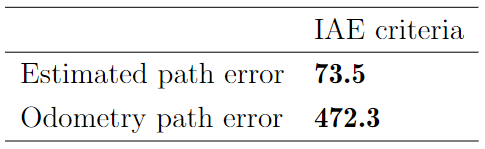 IAE criteria
Estimated path error 73.5
Odometry path error 472.3